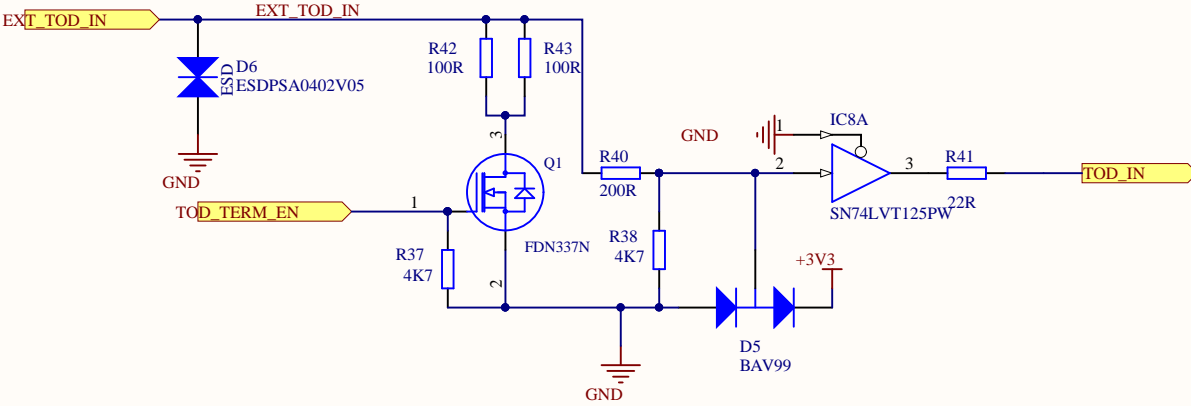 EXT_TOD_IN
EXT_TOD_IN
ESD
D6
ESDPSA0402V05
GND
R42
100R
R43
100R
3
Q1
TOD_TERM_EN
1
R37
4K7
2
FDN337N
R40
200R
R38
4K7
GND
GND
1
2
IC8A
3
SN74LVT125PW
R41
22R
TOD_IN
+3V3
D5
BAV99